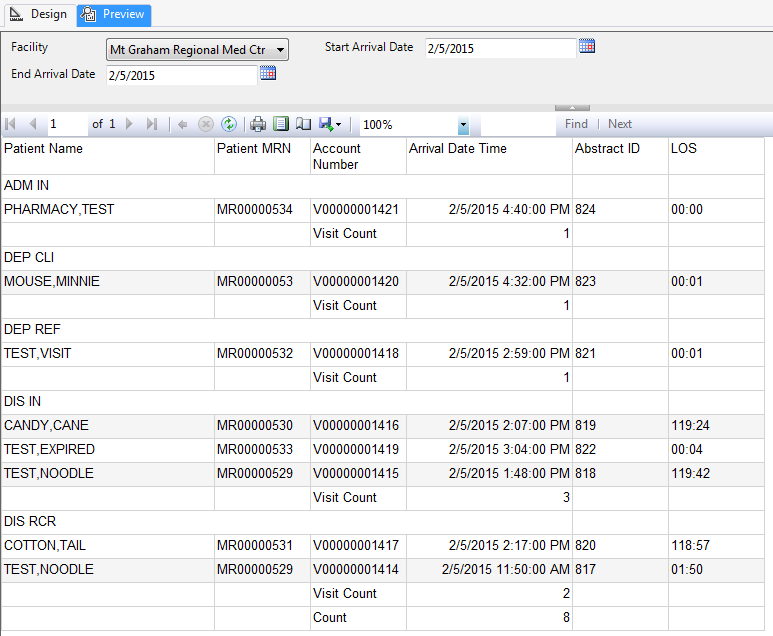 Design Preview
Facility Mt Graham Regional Med Ctr Start Arrival Date 2/5/2015
End Arrival Date 2/5/2015
1 of 1 100% Find | Next
Patient Name Patient MRN Account Number Arrival Date Time Abstract ID LOS
ADM IN
PHARMACY,TEST MR00000534 V00000001421 2/5/2015 4:40:00 PM 824 00:00
Visit Count 1
DEP CLI
MOUSE,MINNIE MR00000053 V00000001420 2/5/2015 4:32:00 PM 823 00:01
Visit Count 1
DEP REF
TEST,VISIT MR00000532 V00000001418 2/5/2015 2:59:00 PM 821 00:01
Visit Count 1
DIS IN
CANDY,CANE MR00000530 V00000001416 2/5/2015 2:07:00 PM 819 119:24
TEST,EXPIRED MR00000533 V00000001419 2/5/2015 3:04:00 PM 822 00:04
TEST,NOODLE MR00000529 V00000001415 2/5/2015 1:48:00 PM 818 119:42
Visit Count 3
DIS RCR
COTTON,TAIL MR00000531 V00000001417 2/5/2015 2:17:00 PM 820 118:57
TEST,NOODLE MR00000529 V00000001414 2/5/2015 11:50:00 AM 817 01:50
Visit Count 2
Count 8